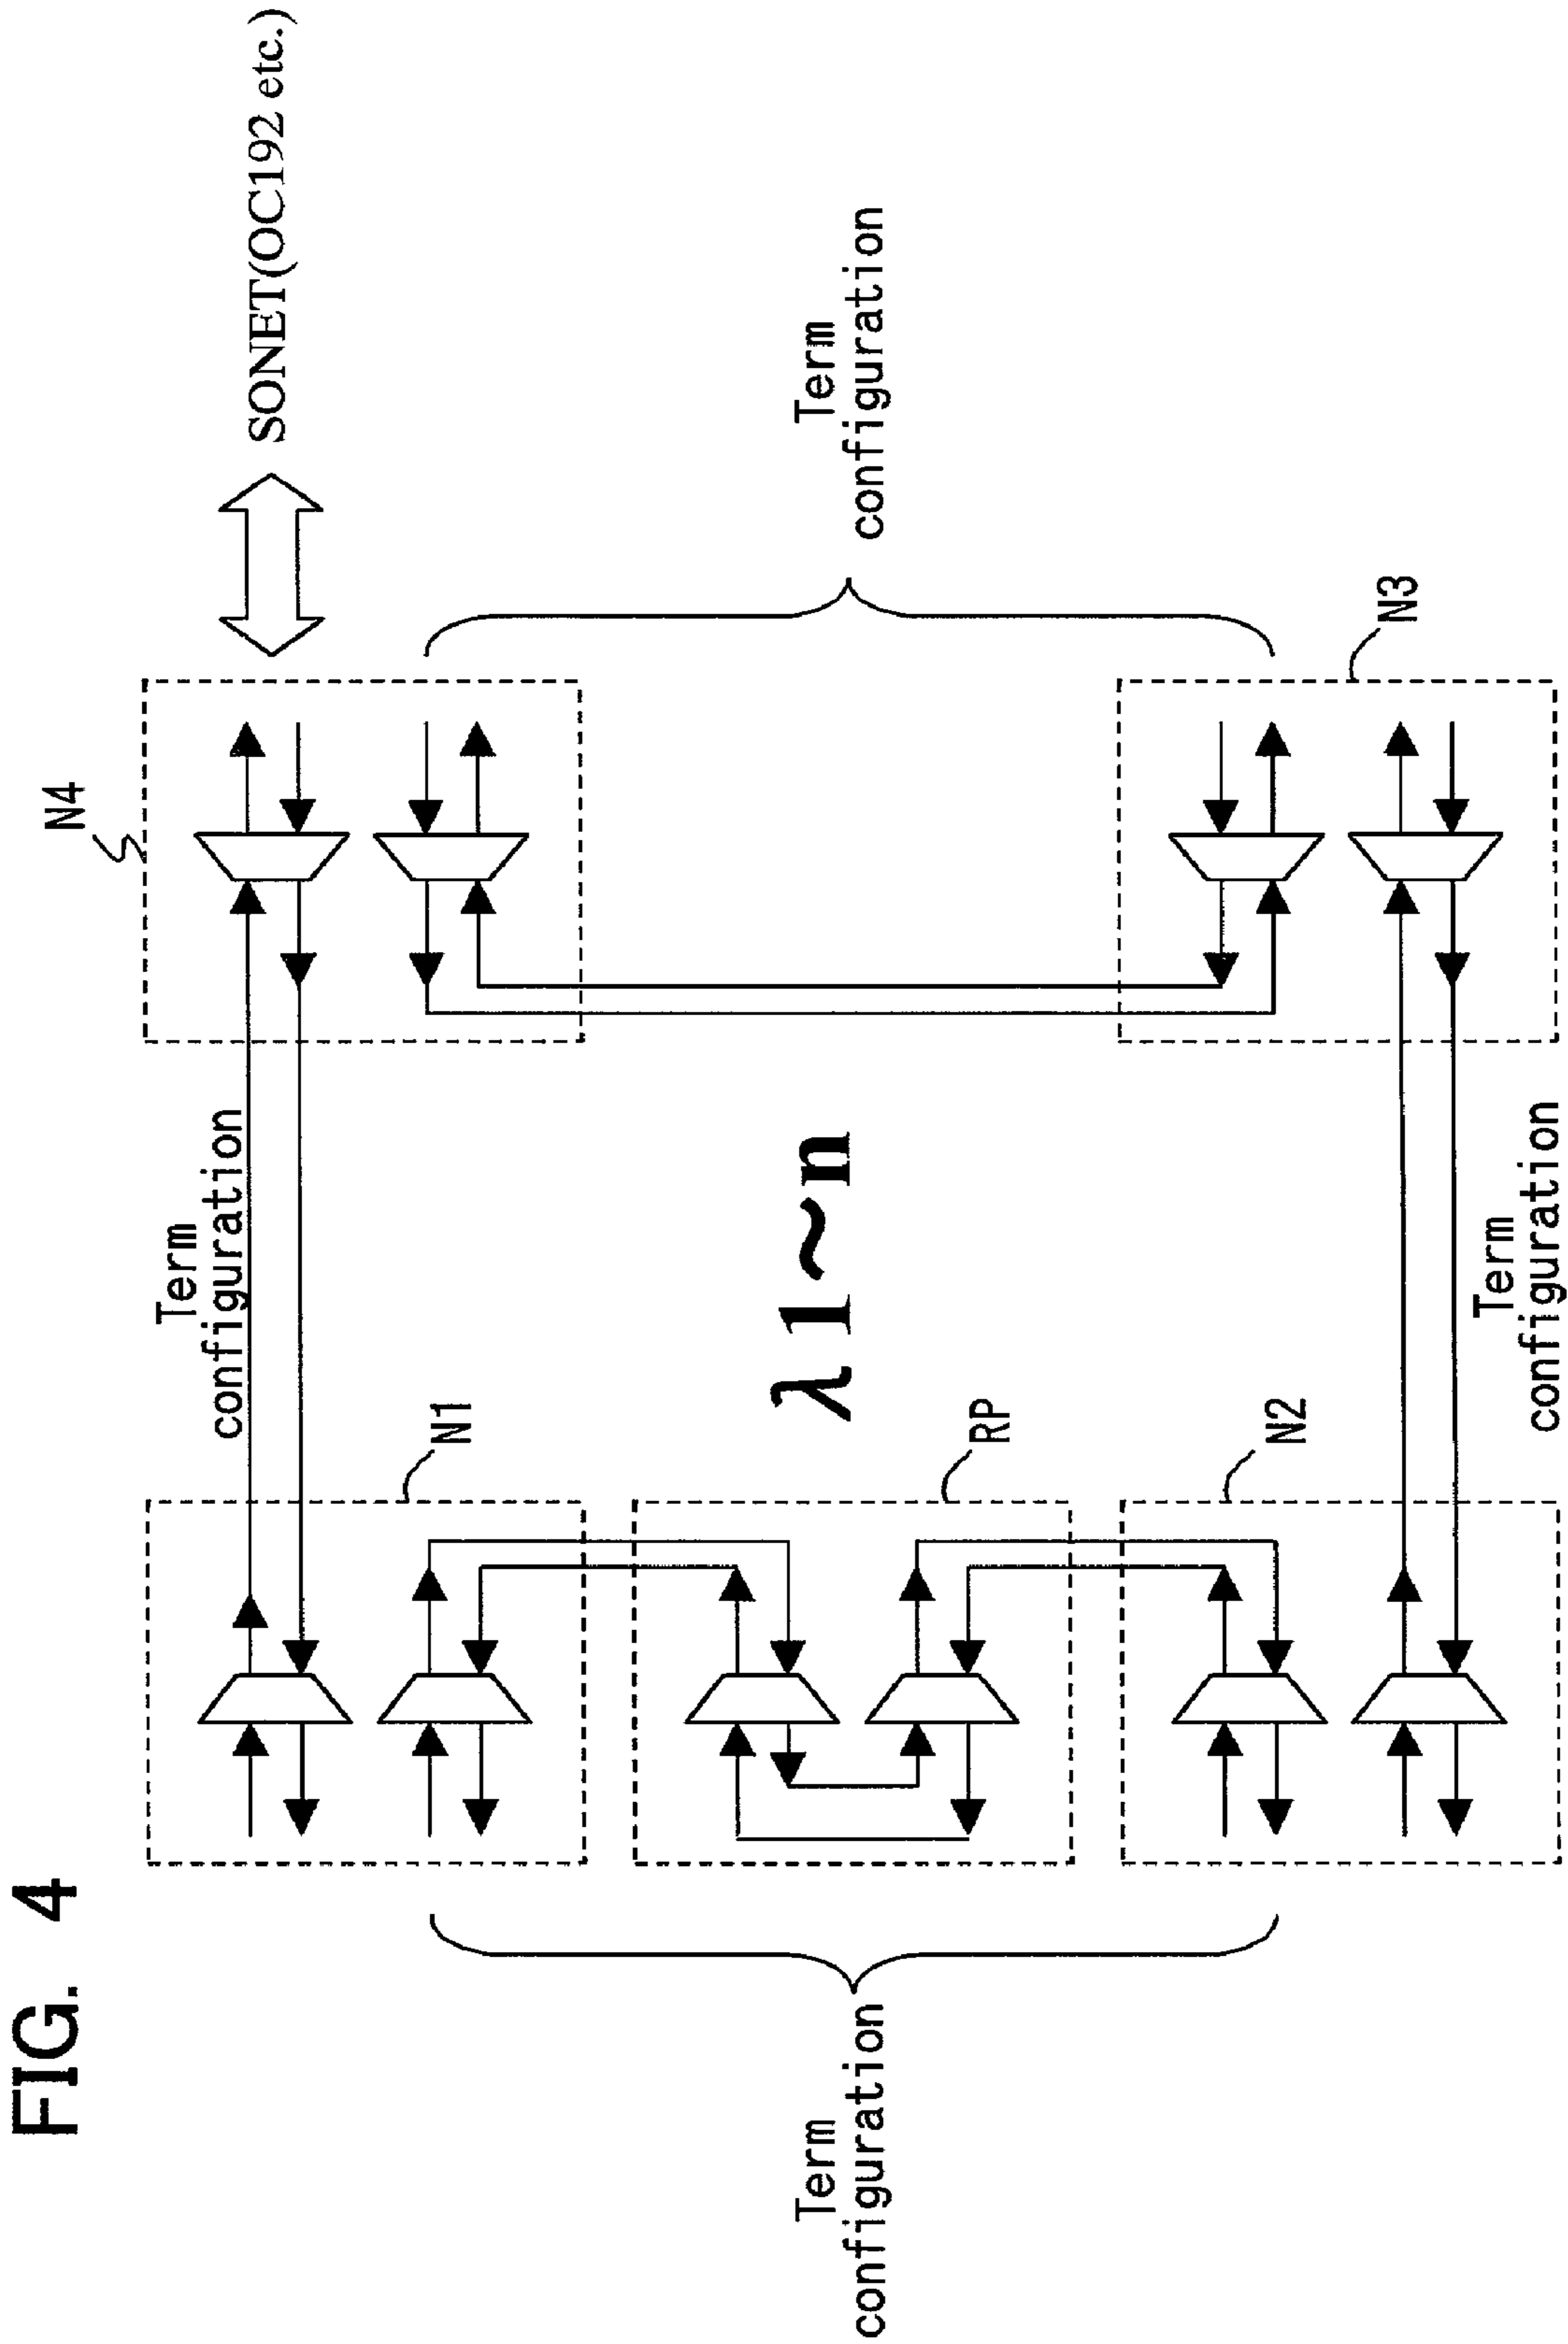 FIG. 4
SONET(OC192 etc.)
N4
Term
configuration
N1
Term
configuration
λ1~n
RP
Term
configuration
N2
N3
Term
configuration